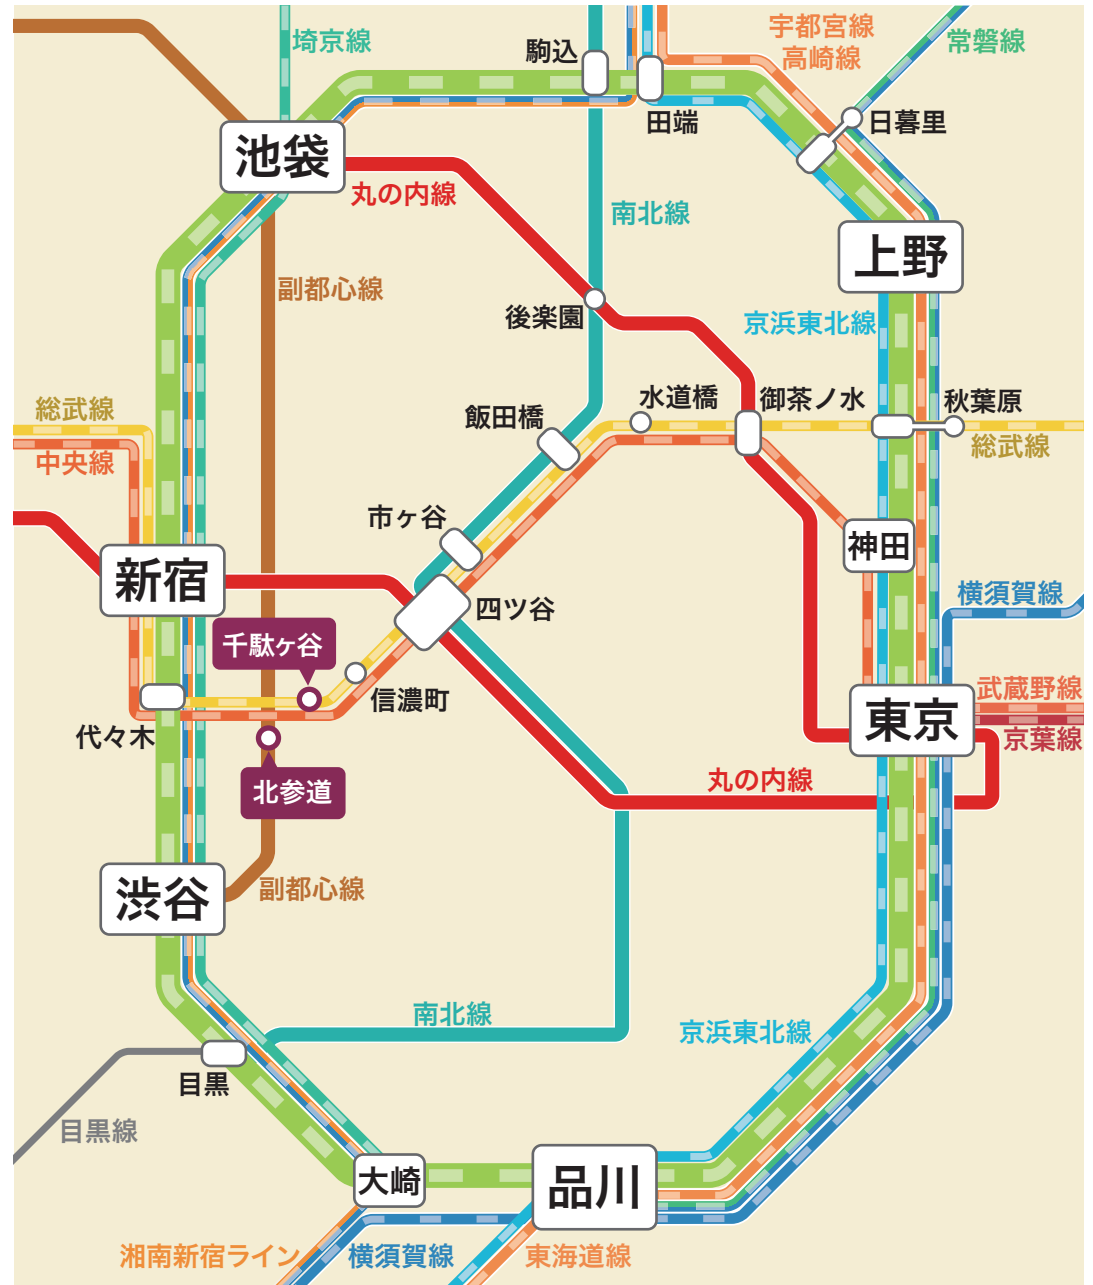 埼京線
駒込
宇都宮線
高崎線
常磐線
田端
日暮里
池袋
丸の内線
南北線
上野
副都心線
後楽園
京浜東北線
総武線
中央線
飯田橋
水道橋
御茶ノ水
秋葉原
総武線
市ヶ谷
神田
新宿
四ツ谷
横須賀線
千駄ヶ谷
信濃町
武蔵野線
東京
京葉線
代々木
北参道
丸の内線
渋谷
副都心線
南北線
京浜東北線
目黒
目黒線
大崎
品川
湘南新宿ライン
横須賀線
東海道線